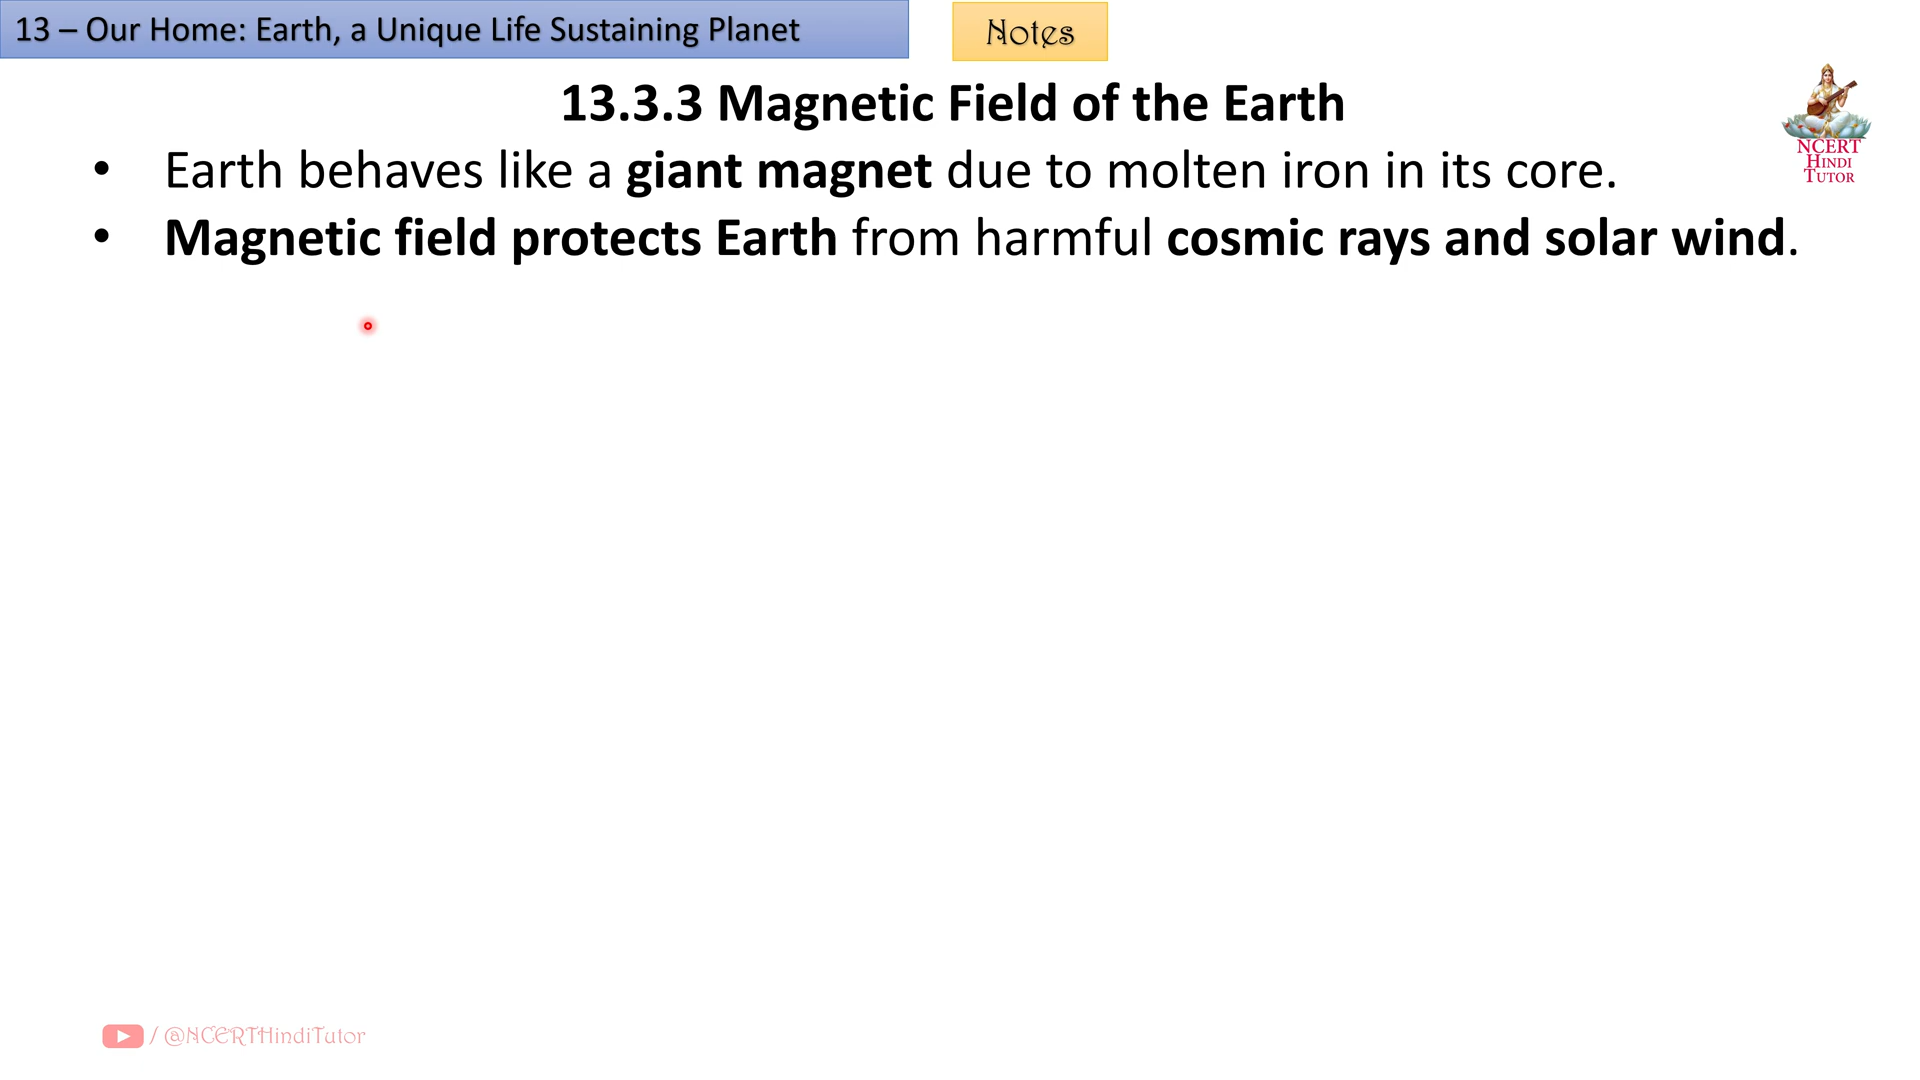 13 – Our Home: Earth, a Unique Life Sustaining Planet
Notes
13.3.3 Magnetic Field of the Earth
• Earth behaves like a giant magnet due to molten iron in its core.
• Magnetic field protects Earth from harmful cosmic rays and solar wind.
NCERT
HINDI
TUTOR
/ @NCERTHindiTutor